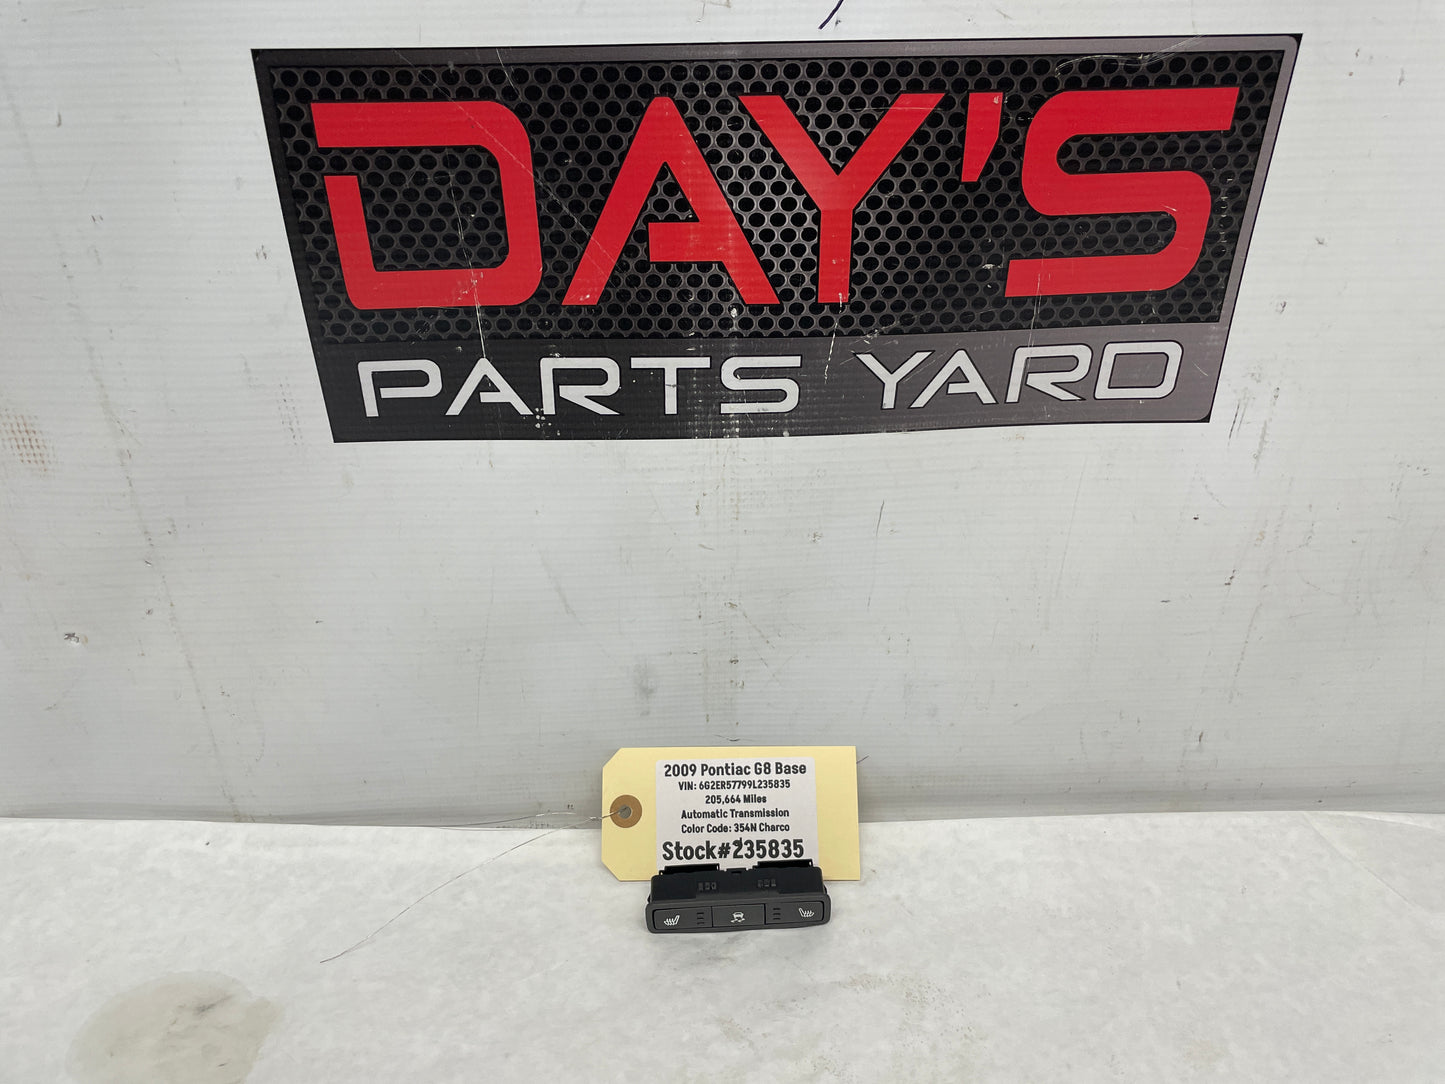 DAY'S
PARTS YARD
2009 Pontiac G8 Base
VIN: 6G2ER57799L235835
205,664 Miles
Automatic Transmission
Color Code: 354N Charco
Stock#235835